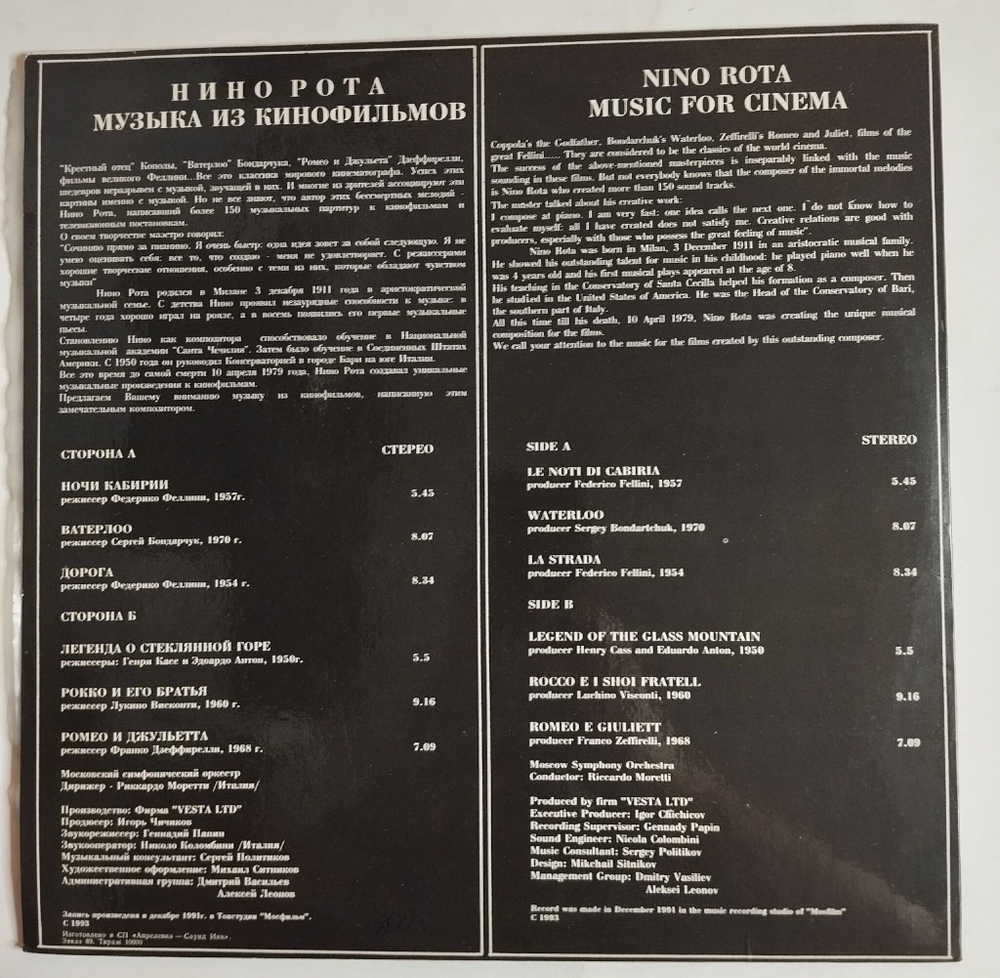 НИНО РОТА
МУЗЫКА ИЗ КИНОФИЛЬМОВ
"Крестный отец" Кополы, "Ватерлоо" Бондарчука, "Ромео и Джульета" Дзеффирелли,
фильмы великого Феллини...Все это классика мирового кинематографа. Успех этих
шедевров неразрывен с музыкой, звучащей в них. И многие из зрителей ассоциируют эти
картины именно с музыкой. Но не все знают, что автор этих бессмертных мелодий -
Нино Рота, написавший более 150 музыкальных партитур к кинофильмам и
телевизионным постановкам.
О своем творчестве маэстро говорил:
"Сочиняю прямо за пианино. Я очень быстр: одна идея зовет за собой следующую. Я не
умею оценивать себя: все то, что создаю - меня не удовлетворяет. С режиссерами
хорошие творческие отношения, особенно с теми из них, которые обладают чувством
музыки"
Нино Рота родился в Милане 3 декабря 1911 года в аристократической
музыкальной семье. С детства Нино проявил незаурядные способности к музыке: в
четыре года хорошо играл на рояле, а в восемь появились его первые музыкальные
пьесы.
Становлению Нино как композитора способствовало обучение в Национальной
музыкальной академии "Санта Чечилия". Затем было обучение в Соединенных Штатах
Америки. С 1950 года он руководил Консерваторией в городе Бари на юге Италии.
Все это время до самой смерти 10 апреля 1979 года, Нино Рота создавал уникальные
музыкальные произведения к кинофильмам.
Предлагаем Вашему вниманию музыку из кинофильмов, написанную этим
замечательным композитором.
СТОРОНА А СТЕРЕО
НОЧИ КАБИРИИ
режиссер Федерико Феллини, 1957г. 5.45
ВАТЕРЛОО
режиссер Сергей Бондарчук, 1970 г. 8.07
ДОРОГА
режиссер Федерико Феллини, 1954 г. 8.34
СТОРОНА Б
ЛЕГЕНДА О СТЕКЛЯННОЙ ГОРЕ
режиссеры: Генри Касс и Эдоардо Антон, 1950г. 5.5
РОККО И ЕГО БРАТЬЯ
режиссер Лукино Висконти, 1960 г. 9.16
РОМЕО И ДЖУЛЬЕТТА
режиссер Франко Дзеффирелли, 1968 г. 7.09
Московский симфонический оркестр
Дирижер - Риккардо Моретти /Италия/
Производство: Фирма "VESTA LTD"
Продюсер: Игорь Чичиков
Звукорежиссер: Геннадий Папин
Звукооператор: Николо Коломбини /Италия/
Музыкальный консультант: Сергей Политиков
Художественное оформление: Михаил Ситников
Административная группа: Дмитрий Васильев
Алексей Леонов
Запись произведена в декабре 1991г. в Тонстудии "Мосфильм".
С 1993
Изготовлено в СП «Апрелевка — Саунд Инк».
Заказ 89. Тираж 10000
NINO ROTA
MUSIC FOR CINEMA
Coppola's the Godfather, Bondarchuk's Waterloo, Zeffirelli's Romeo and Juliet, films of the
great Fellini..... They are considered to be the classics of the world cinema.
The success of the above-mentioned masterpieces is inseparably linked with the music
sounding in these films. But not everybody knows that the composer of the immortal melodies
is Nino Rota who created more than 150 sound tracks.
The master talked about his creative work:
I compose at piano. I am very fast: one idea calls the next one. I do not know how to
evaluate myself: all I have created does not satisfy me. Creative relations are good with
producers, especially with those who possess the great feeling of music".
Nino Rota was born in Milan, 3 December 1911 in an aristocratic musical family.
He showed his outstanding talent for music in his childhood: he played piano well when he
was 4 years old and his first musical plays appeared at the age of 8.
His teaching in the Conservatory of Santa Cecilla helped his formation as a composer. Then
he studied in the United States of America. He was the Head of the Conservatory of Bari,
the southern part of Italy.
All this time till his death, 10 April 1979, Nino Rota was creating the unique musical
composition for the films.
We call your attention to the music for the films created by this outstanding composer.
SIDE A STEREO
LE NOTI DI CABIRIA
producer Federico Fellini, 1957 5.45
WATERLOO
producer Sergey Bondartchuk, 1970 8.07
LA STRADA
producer Federico Fellini, 1954 8.34
SIDE B
LEGEND OF THE GLASS MOUNTAIN
producer Henry Cass and Eduardo Anton, 1950 5.5
ROCCO E I SHOI FRATELL
producer Luchino Visconti, 1960 9.16
ROMEO E GIULIETT
producer Franco Zeffirelli, 1968 7.09
Moscow Symphony Orchestra
Conductor: Riccardo Moretti
Produced by firm "VESTA LTD"
Executive Producer: Igor Chichicov
Recording Supervisor: Gennady Papin
Sound Engineer: Nicola Colombini
Music Consultant: Sergey Politikov
Design: Mikchail Sitnikov
Management Group: Dmitry Vasiliev
Aleksei Leonov
Record was made in December 1991 in the music recording studio of "Mosfilm"
C 1993